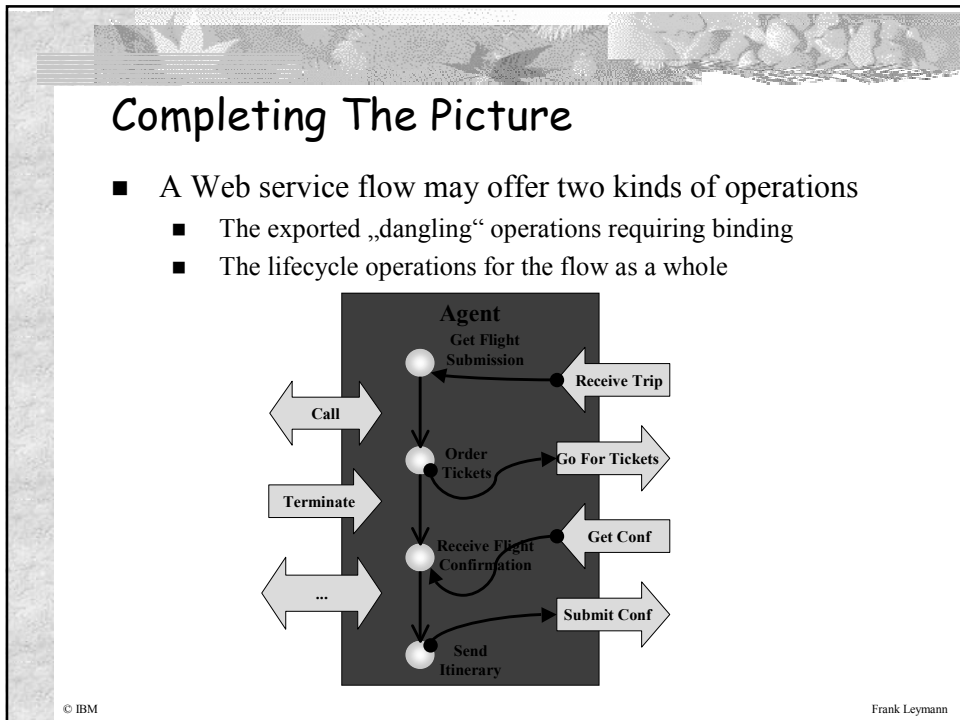 Completing The Picture
■ A Web service flow may offer two kinds of operations
■ The exported „dangling“ operations requiring binding
■ The lifecycle operations for the flow as a whole
Agent
Get Flight
Submission
Receive Trip
Call
Order
Tickets
Go For Tickets
Terminate
Receive Flight
Confirmation
Get Conf
...
Submit Conf
Send
Itinerary
© IBM
Frank Leymann